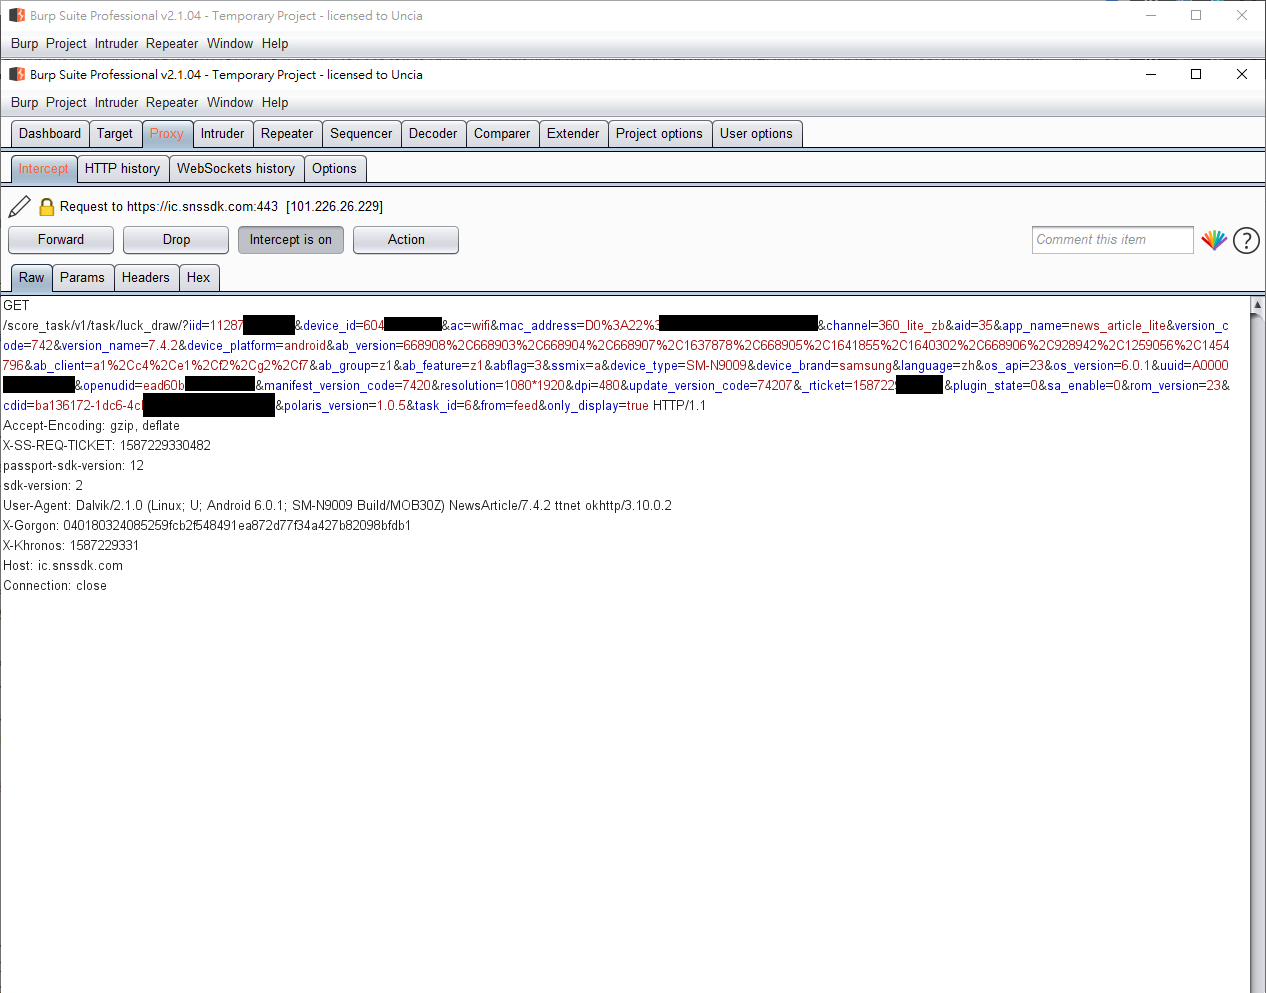 Burp Suite Professional v2.1.04 - Temporary Project - licensed to Uncia
Burp Project Intruder Repeater Window Help
Burp Suite Professional v2.1.04 - Temporary Project - licensed to Uncia
Burp Project Intruder Repeater Window Help
Dashboard Target Proxy Intruder Repeater Sequencer Decoder Comparer Extender Project options User options
Intercept HTTP history WebSockets history Options
Request to https://ic.snssdk.com:443 [101.226.26.229]
Forward Drop Intercept is on Action Comment this item ?
Raw Params Headers Hex
GET
/score_task/v1/task/luck_draw/?iid=11287 &device_id=604 &ac=wifi&mac_address=D0%3A22%3 &channel=360_lite_zb&aid=35&app_name=news_article_lite&version_c
ode=742&version_name=7.4.2&device_platform=android&ab_version=668908%2C668903%2C668904%2C668907%2C1637878%2C668905%2C1641855%2C1640302%2C668906%2C928942%2C1259056%2C1454
796&ab_client=a1%2Cc4%2Ce1%2Cf2%2Cg2%2Cf7&ab_group=z1&ab_feature=z1&abflag=3&ssmix=a&device_type=SM-N9009&device_brand=samsung&language=zh&os_api=23&os_version=6.0.1&uuid=A0000
&openudid=ead60b &manifest_version_code=7420&resolution=1080*1920&dpi=480&update_version_code=74207&_rticket=1587229 &plugin_state=0&sa_enable=0&rom_version=23&
cdid=ba136172-1dc6-4c &polaris_version=1.0.5&task_id=6&from=feed&only_display=true HTTP/1.1
Accept-Encoding: gzip, deflate
X-SS-REQ-TICKET: 1587229330482
passport-sdk-version: 12
sdk-version: 2
User-Agent: Dalvik/2.1.0 (Linux; U; Android 6.0.1; SM-N9009 Build/MOB30Z) NewsArticle/7.4.2 ttnet okhttp/3.10.0.2
X-Gorgon: 040180324085259fcb2f548491ea872d77f34a427b82098bfdb1
X-Khronos: 1587229331
Host: ic.snssdk.com
Connection: close